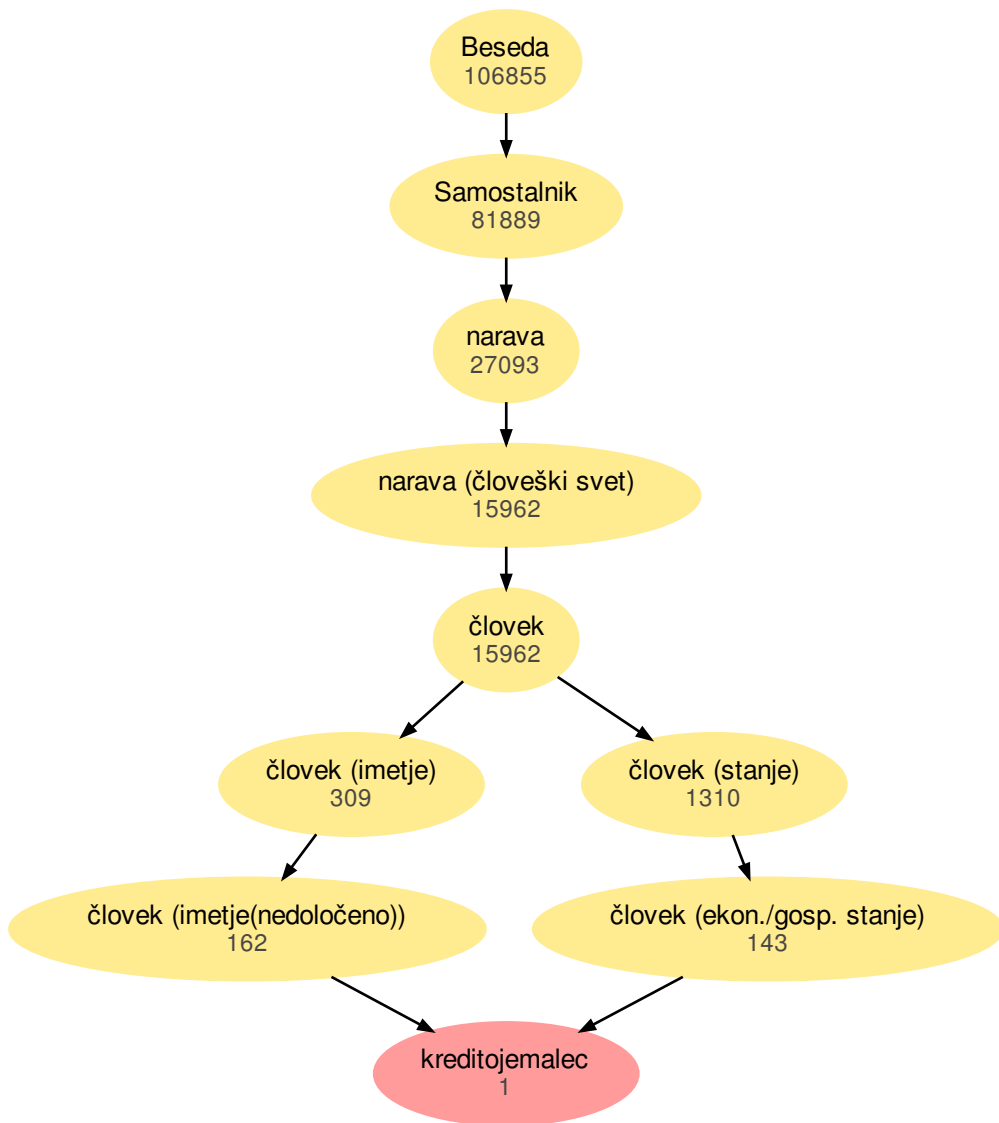 Beseda
106855
Samostalnik
81889
narava
27093
narava (človeški svet)
15962
človek
15962
človek (imetje)
309
človek (stanje)
1310
človek (imetje(nedoločeno))
162
človek (ekon./gosp. stanje)
143
kreditojemalec
1